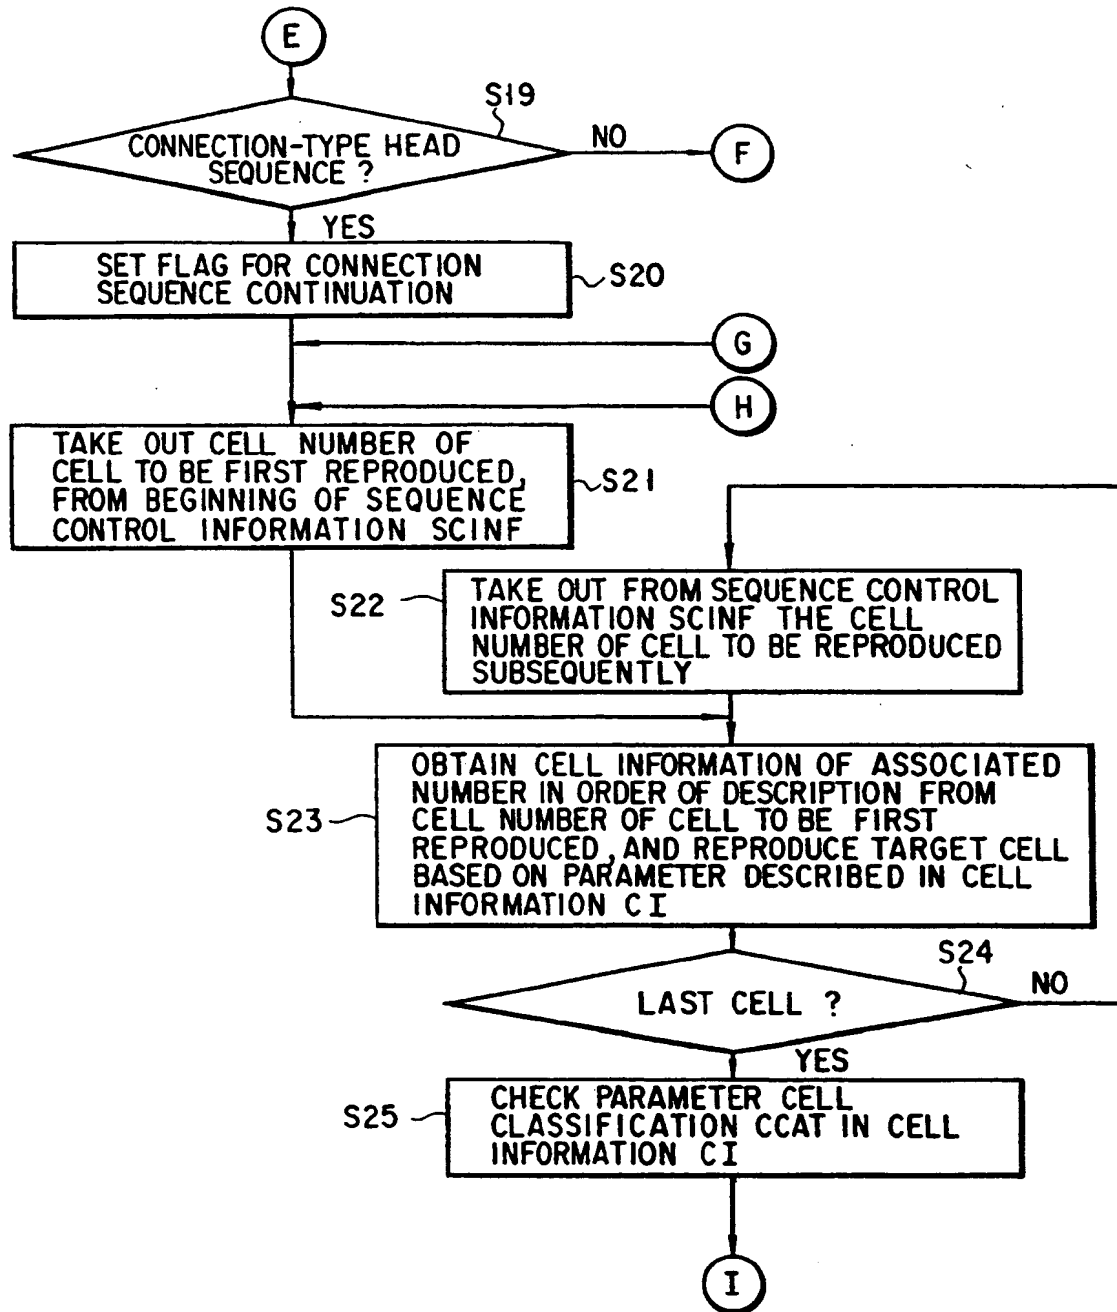 E
S19
CONNECTION-TYPE HEAD
SEQUENCE ?
NO
F
YES
SET FLAG FOR CONNECTION
SEQUENCE CONTINUATION
S20
G
H
TAKE OUT CELL NUMBER OF
CELL TO BE FIRST REPRODUCED,
FROM BEGINNING OF SEQUENCE
CONTROL INFORMATION SCINF
S21
S22
TAKE OUT FROM SEQUENCE CONTROL
INFORMATION SCINF THE CELL
NUMBER OF CELL TO BE REPRODUCED
SUBSEQUENTLY
S23
OBTAIN CELL INFORMATION OF ASSOCIATED
NUMBER IN ORDER OF DESCRIPTION FROM
CELL NUMBER OF CELL TO BE FIRST
REPRODUCED, AND REPRODUCE TARGET CELL
BASED ON PARAMETER DESCRIBED IN CELL
INFORMATION CI
S24
LAST CELL ?
NO
YES
S25
CHECK PARAMETER CELL
CLASSIFICATION CCAT IN CELL
INFORMATION CI
I